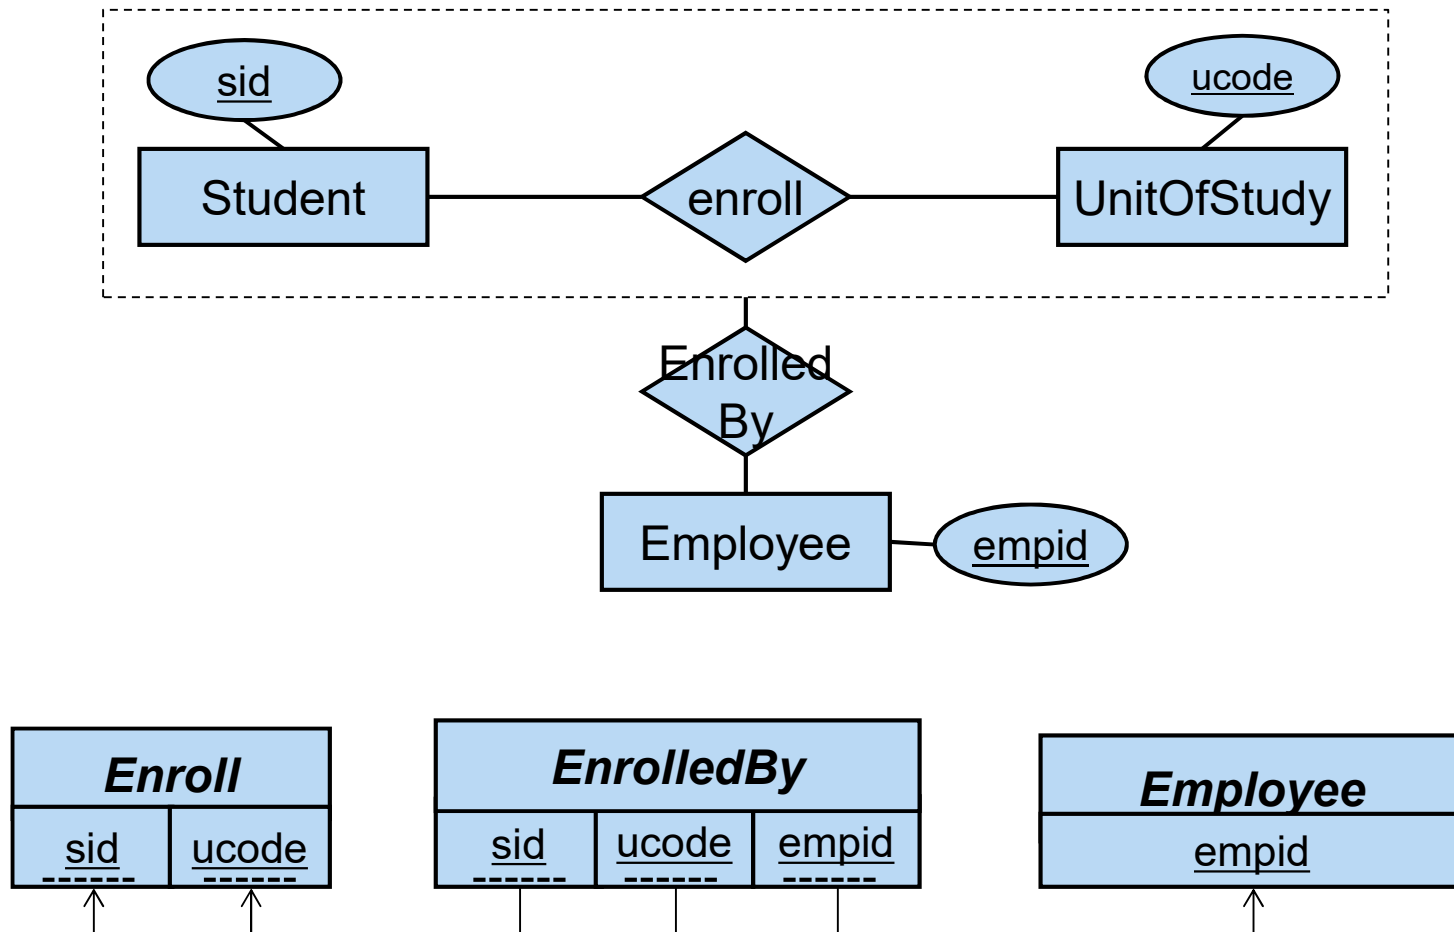 sid
ucode
Student
enroll
UnitOfStudy
Enrolled
By
Employee
empid
Enroll
sid
ucode
EnrolledBy
sid
ucode
empid
Employee
empid